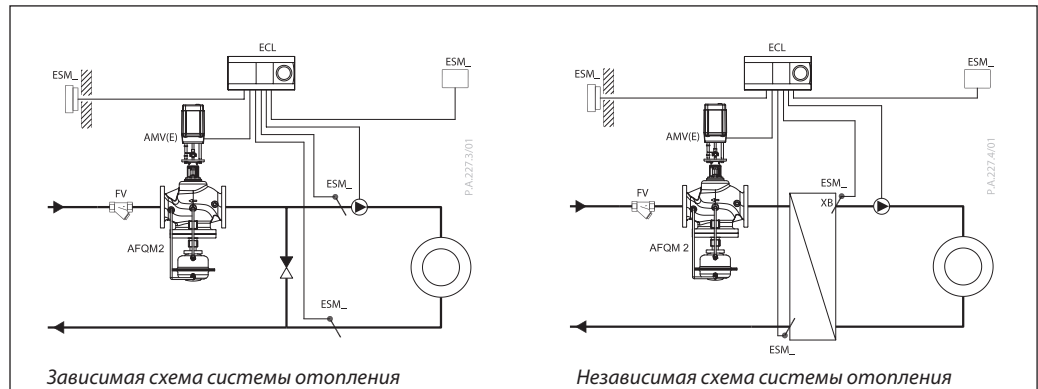 ECL
ESM_
ESM_
AMV(E)
P.A.227.3/01
FV
ESM_
AFQM2
ESM_
Зависимая схема системы отопления
ECL
ESM_
ESM_
AMV(E)
P.A.227.4/01
FV
ESM_
XB
AFQM 2
ESM_
Независимая схема системы отопления